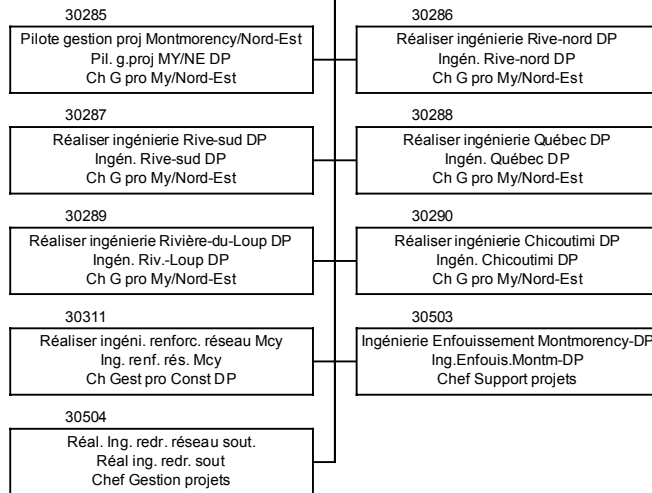 30285
Pilote gestion proj Montmorency/Nord-Est
Pil. g.proj MY/NE DP
Ch G pro My/Nord-Est
30286
Réaliser ingénierie Rive-nord DP
Ingén. Rive-nord DP
Ch G pro My/Nord-Est
30287
Réaliser ingénierie Rive-sud DP
Ingén. Rive-sud DP
Ch G pro My/Nord-Est
30288
Réaliser ingénierie Québec DP
Ingén. Québec DP
Ch G pro My/Nord-Est
30289
Réaliser ingénierie Rivière-du-Loup DP
Ingén. Riv.-Loup DP
Ch G pro My/Nord-Est
30290
Réaliser ingénierie Chicoutimi DP
Ingén. Chicoutimi DP
Ch G pro My/Nord-Est
30311
Réaliser ingéni. renforc. réseau Mcy
Ing. renf. rés. Mcy
Ch Gest pro Const DP
30503
Ingénierie Enfouissement Montmorency-DP
Ing.Enfouis.Montm-DP
Chef Support projets
30504
Réal. Ing. redr. réseau sout.
Réal ing. redr. sout
Chef Gestion projets